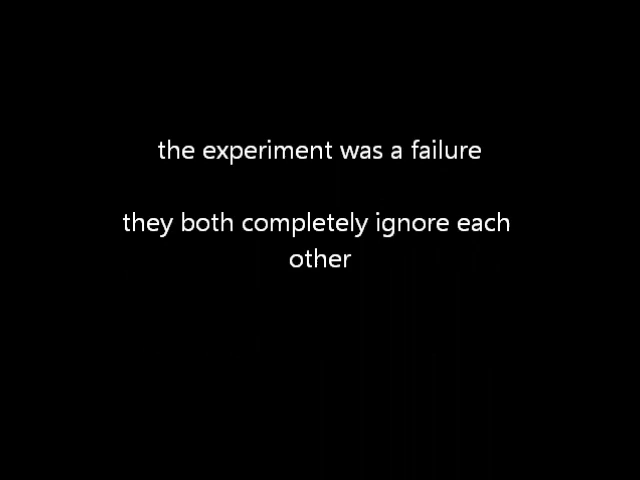 the experiment was a failure
they both completely ignore each
other